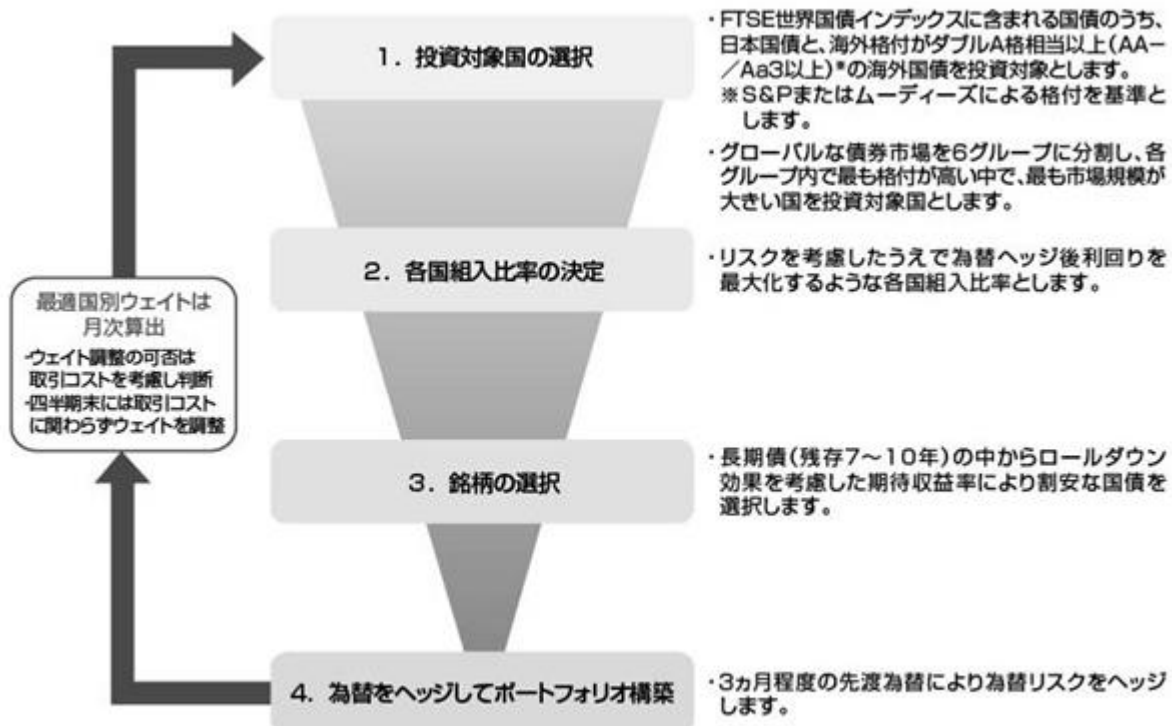 1. 投資対象国の選択
・FTSE世界国債インデックスに含まれる国債のうち、
日本国債と、海外格付がダブルA格相当以上(AA−
/Aa3以上)※の海外国債を投資対象とします。
※S&Pまたはムーディーズによる格付を基準と
します。
・グローバルな債券市場を6グループに分割し、各
グループ内で最も格付が高い中で、最も市場規模が
大きい国を投資対象国とします。
2. 各国組入比率の決定
・リスクを考慮したうえで為替ヘッジ後利回りを
最大化するような各国組入比率とします。
最適国別ウェイトは
月次算出
-ウェイト調整の可否は
取引コストを考慮し判断
-四半期末には取引コスト
に関わらずウェイトを調整
3. 銘柄の選択
・長期債(残存7〜10年)の中からロールダウン
効果を考慮した期待収益率により割安な国債を
選択します。
4. 為替をヘッジしてポートフォリオ構築
・3ヵ月程度の先渡為替により為替リスクをヘッジ
します。